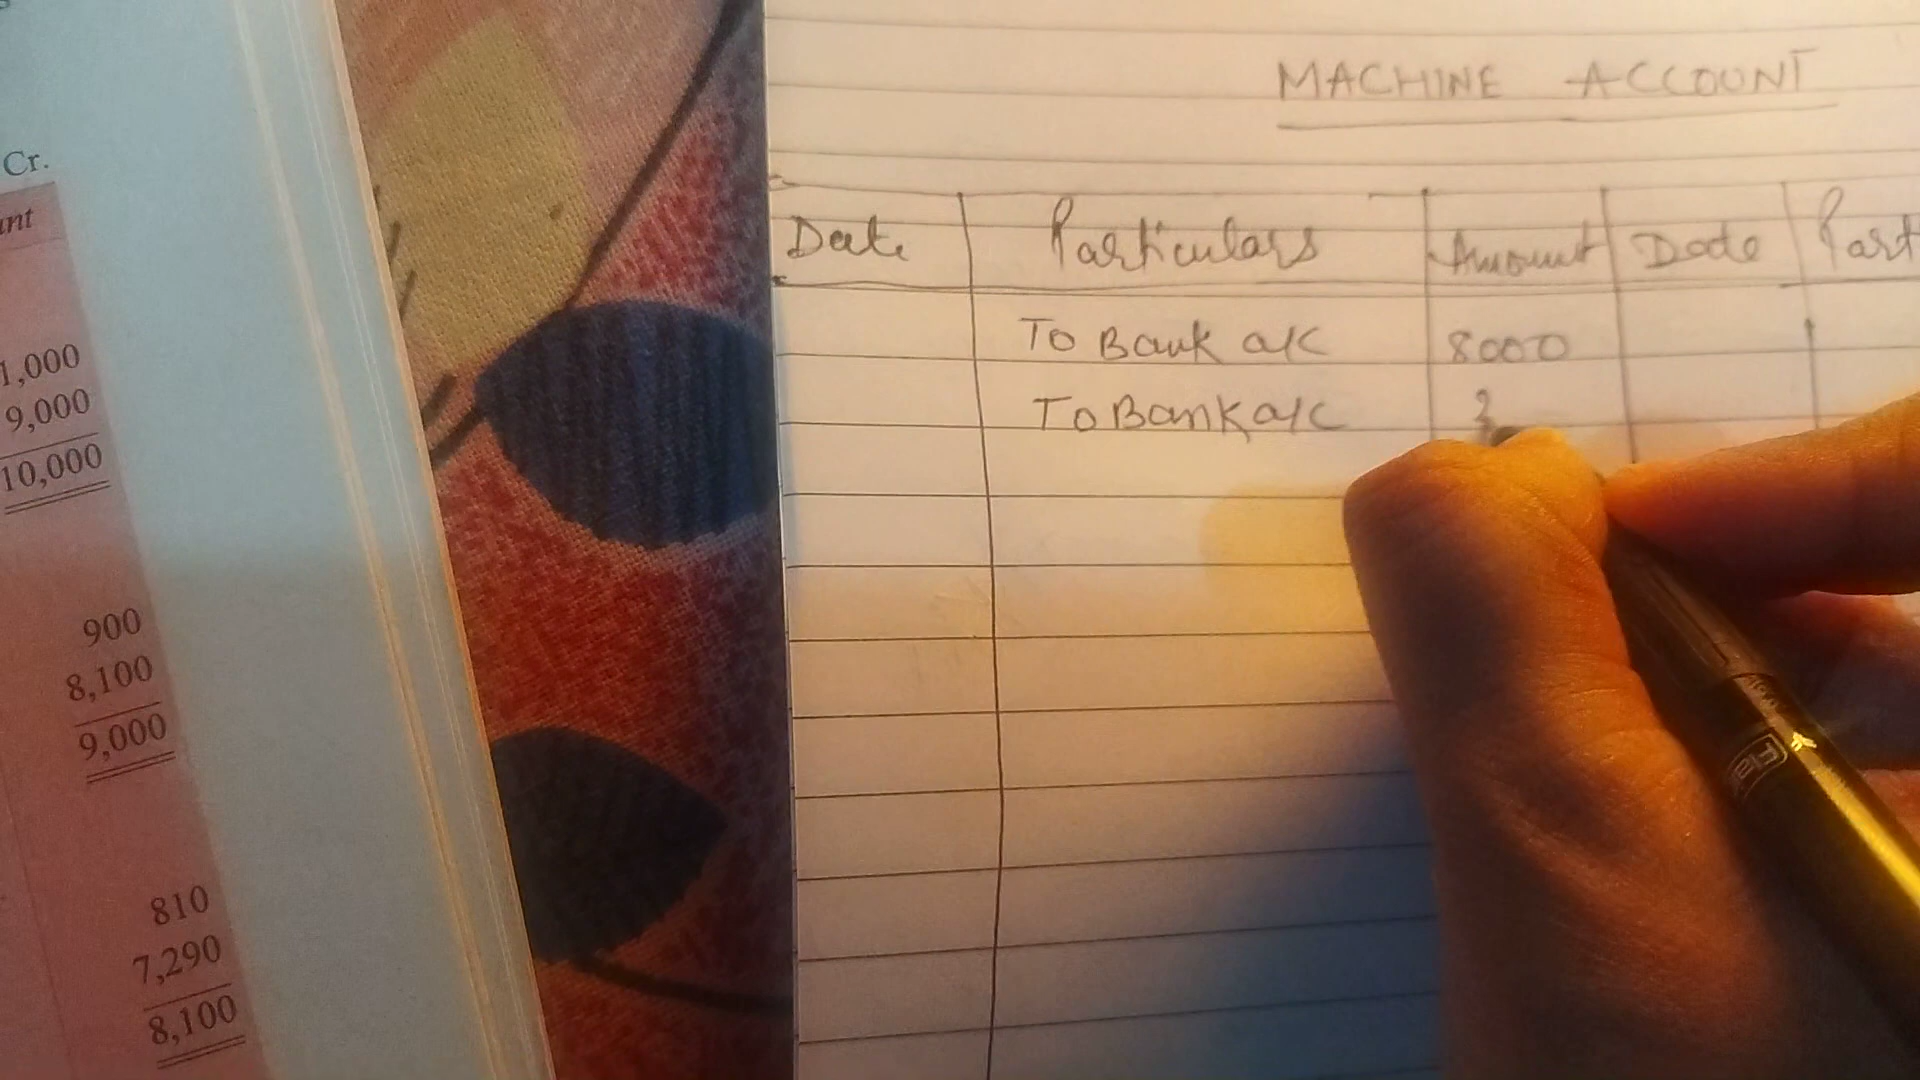 Cr.
1,000
9,000
10,000
900
8,100
9,000
810
7,290
8,100
MACHINE ACCOUNT
Date Particulars Amount Date
To Bank a/c 8000
To Bank a/c